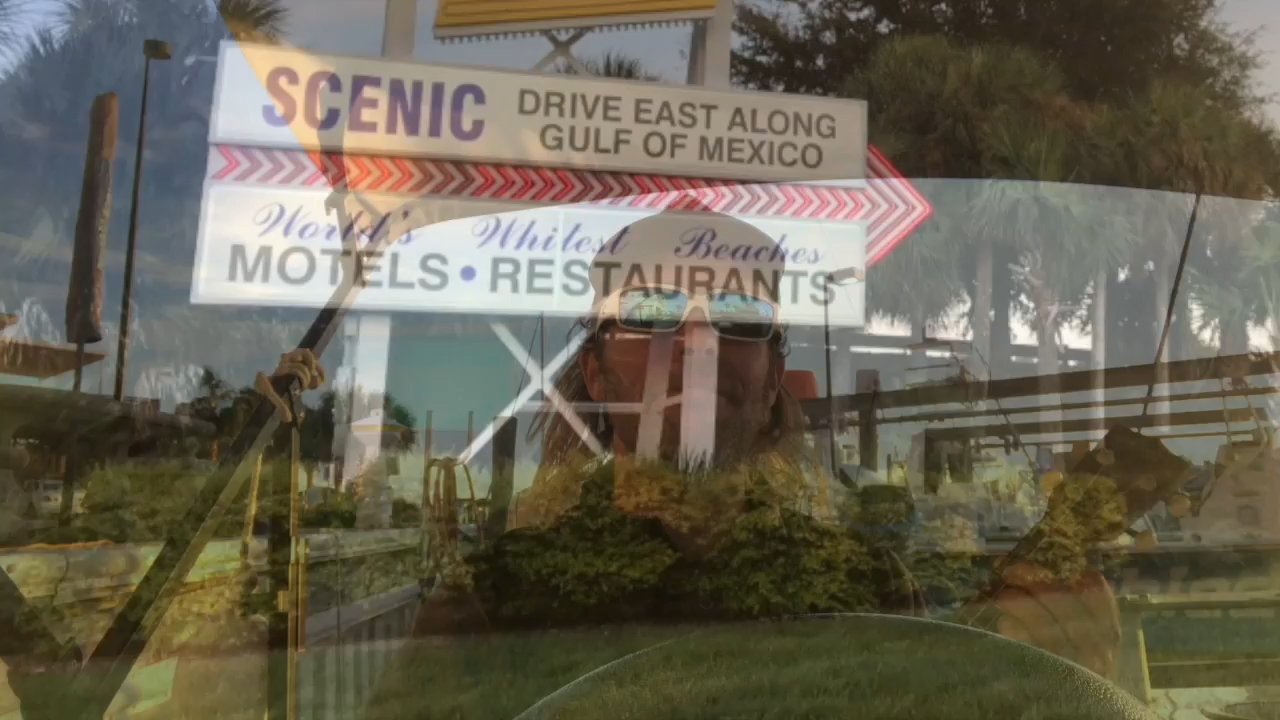 SCENIC DRIVE EAST ALONG
GULF OF MEXICO
World's Whitest Beaches
MOTELS • RESTAURANTS